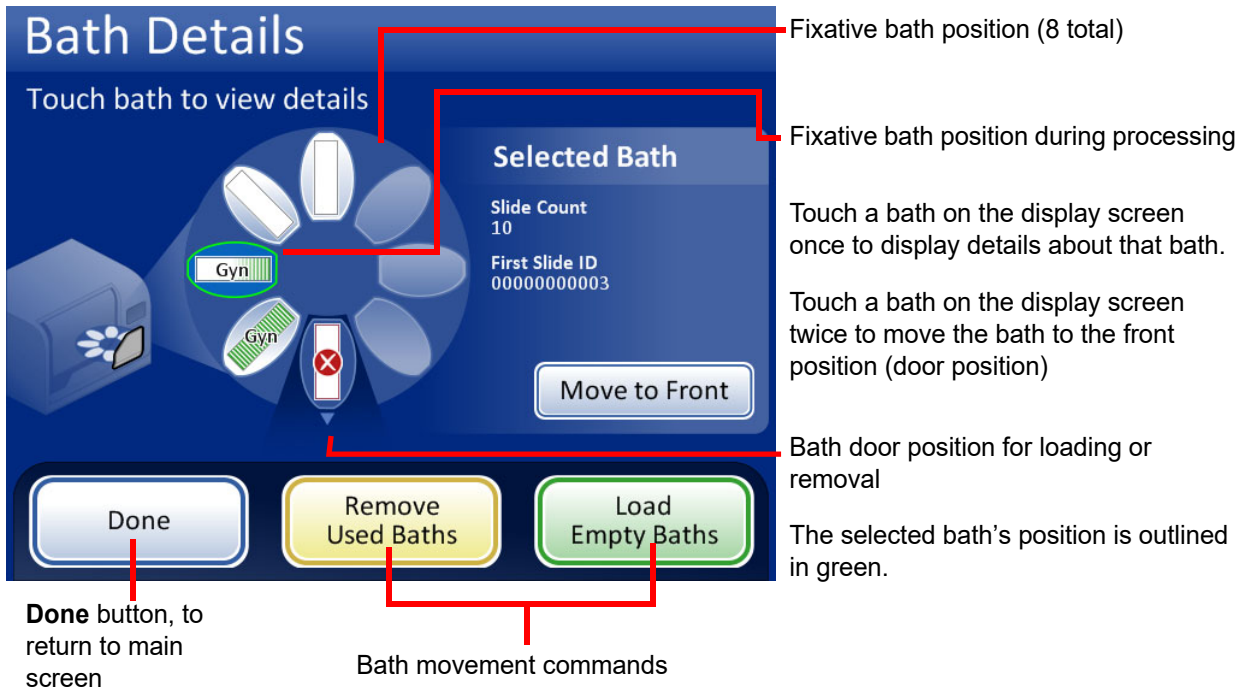 Bath Details
Touch bath to view details
Gyn
Gyn
Selected Bath
Slide Count
10
First Slide ID
00000000003
Move to Front
Done
Remove
Used Baths
Load
Empty Baths
Fixative bath position (8 total)
Fixative bath position during processing
Touch a bath on the display screen
once to display details about that bath.
Touch a bath on the display screen
twice to move the bath to the front
position (door position)
Bath door position for loading or
removal
The selected bath’s position is outlined
in green.
Done button, to
return to main
screen
Bath movement commands